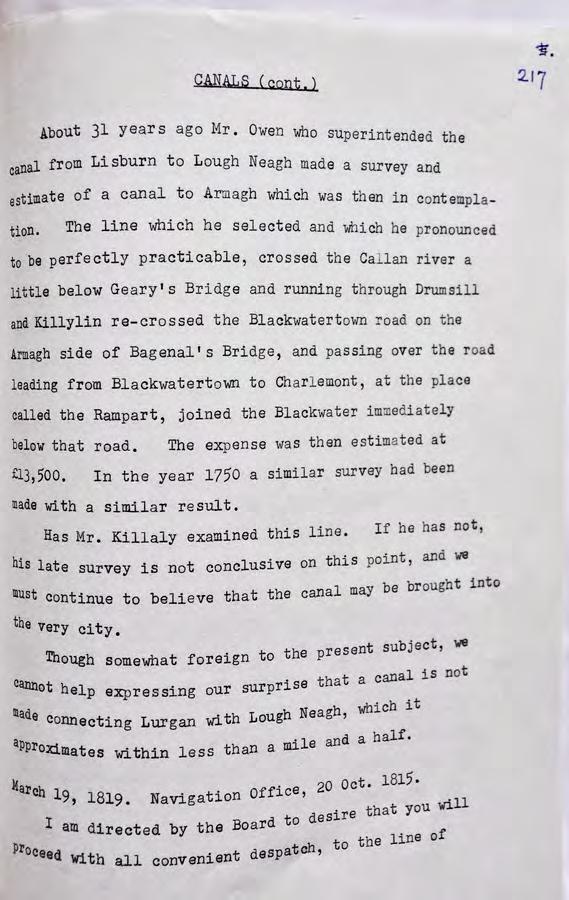 4.
217
CANALS (cont.)
About 31 years ago Mr. Owen who superintended the
canal from Lisburn to Lough Neagh made a survey and
estimate of a canal to Armagh which was then in contempla-
tion. The line which he selected and which he pronounced
to be perfectly practicable, crossed the Callan river a
little below Geary's Bridge and running through Drumsill
and Killylin re-crossed the Blackwatertown road on the
Armagh side of Bagenal's Bridge, and passing over the road
leading from Blackwatertown to Charlemont, at the place
called the Rampart, joined the Blackwater immediately
below that road. The expense was then estimated at
£13,500. In the year 1750 a similar survey had been
made with a similar result.
Has Mr. Killaly examined this line. If he has not,
his late survey is not conclusive on this point, and we
must continue to believe that the canal may be brought into
the very city.
Though somewhat foreign to the present subject, we
cannot help expressing our surprise that a canal is not
made connecting Lurgan with Lough Neagh, which it
approximates within less than a mile and a half.
March 19, 1819. Navigation Office, 20 Oct. 1815.
I am directed by the Board to desire that you will
proceed with all convenient despatch, to the line of